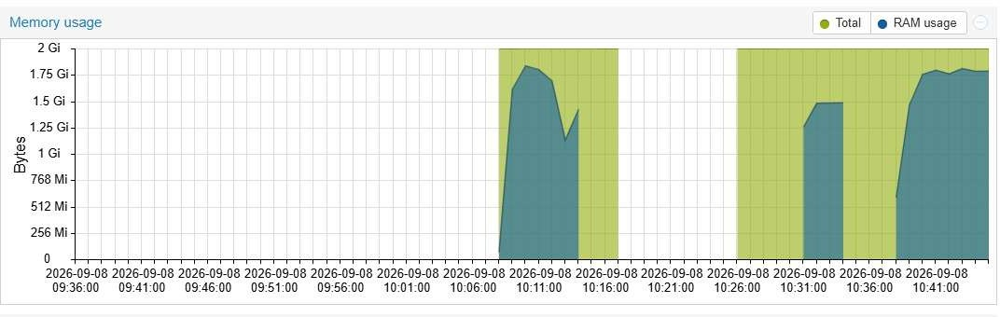 Memory usage
Total
RAM usage
2 Gi
1.75 Gi
1.5 Gi
1.25 Gi
1 Gi
768 Mi
512 Mi
256 Mi
0
Bytes
2026-09-08 2026-09-08 2026-09-08 2026-09-08 2026-09-08 2026-09-08 2026-09-08 2026-09-08 2026-09-08 2026-09-08 2026-09-08 2026-09-08 2026-09-08 2026-09-08
09:36:00 09:41:00 09:46:00 09:51:00 09:56:00 10:01:00 10:06:00 10:11:00 10:16:00 10:21:00 10:26:00 10:31:00 10:36:00 10:41:00